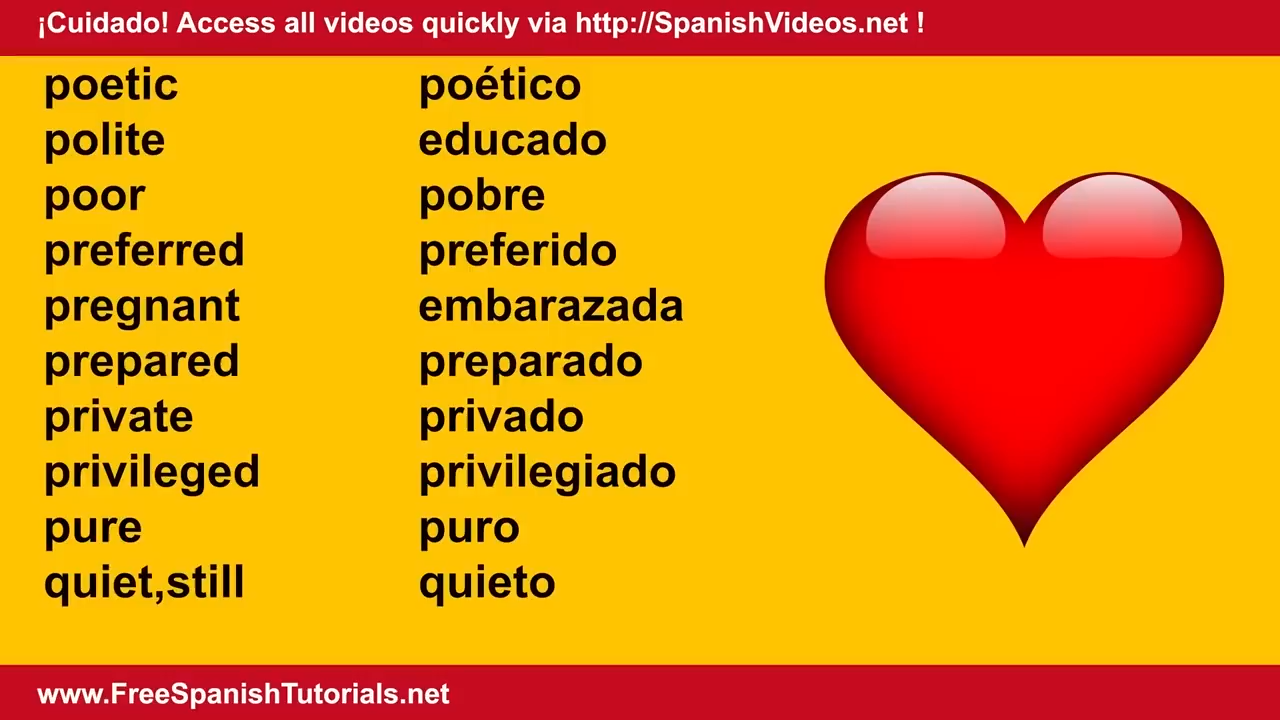 ¡Cuidado! Access all videos quickly via http://SpanishVideos.net !
poetic poético
polite educado
poor pobre
preferred preferido
pregnant embarazada
prepared preparado
private privado
privileged privilegiado
pure puro
quiet,still quieto
www.FreeSpanishTutorials.net